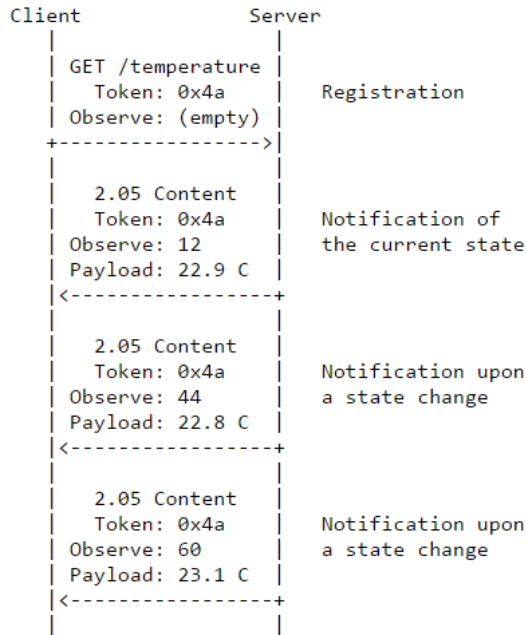 Client Server
GET /temperature
Token: 0x4a Registration
Observe: (empty)
2.05 Content
Token: 0x4a Notification of
Observe: 12 the current state
Payload: 22.9 C
2.05 Content
Token: 0x4a Notification upon
Observe: 44 a state change
Payload: 22.8 C
2.05 Content
Token: 0x4a Notification upon
Observe: 60 a state change
Payload: 23.1 C